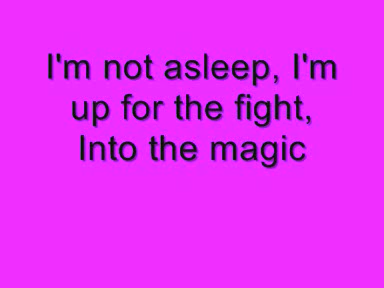 I'm not asleep, I'm
up for the fight,
Into the magic